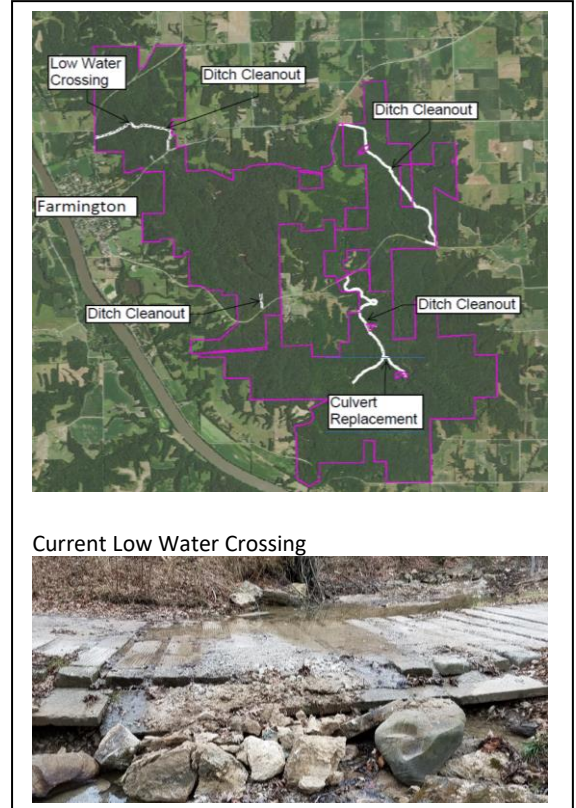 Low Water
Crossing
Ditch Cleanout
Ditch Cleanout
Farmington
Ditch Cleanout
Ditch Cleanout
Culvert
Replacement
Current Low Water Crossing